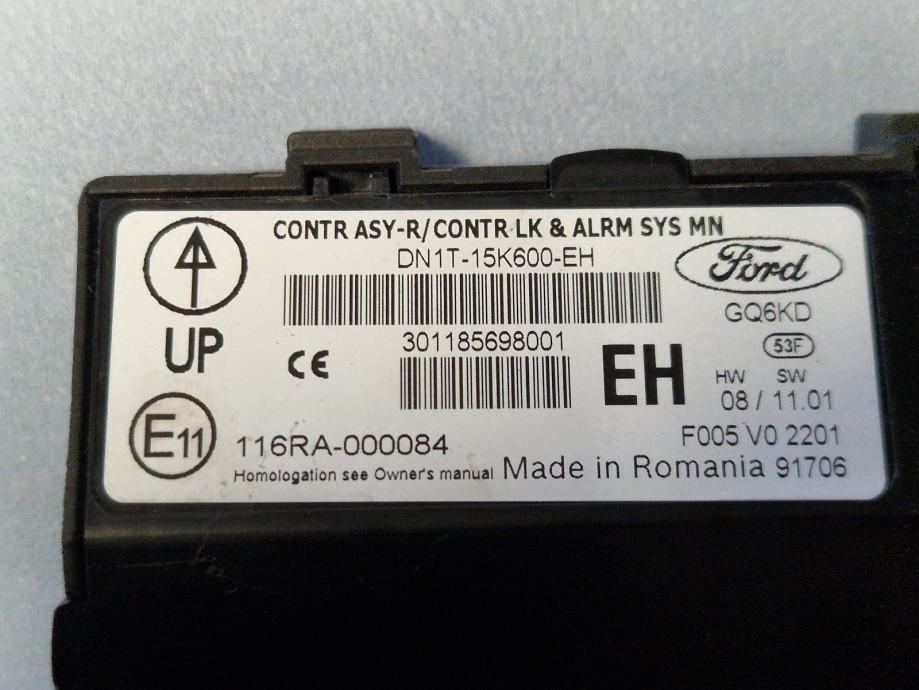 CONTR ASY-R/CONTR LK & ALRM SYS MN
DN1T-15K600-EH
Ford
GQ6KD
UP
CE
301185698001
EH
53F
HW SW
08 / 11.01
E11
116RA-000084
F005 V0 2201
Homologation see Owner's manual Made in Romania 91706